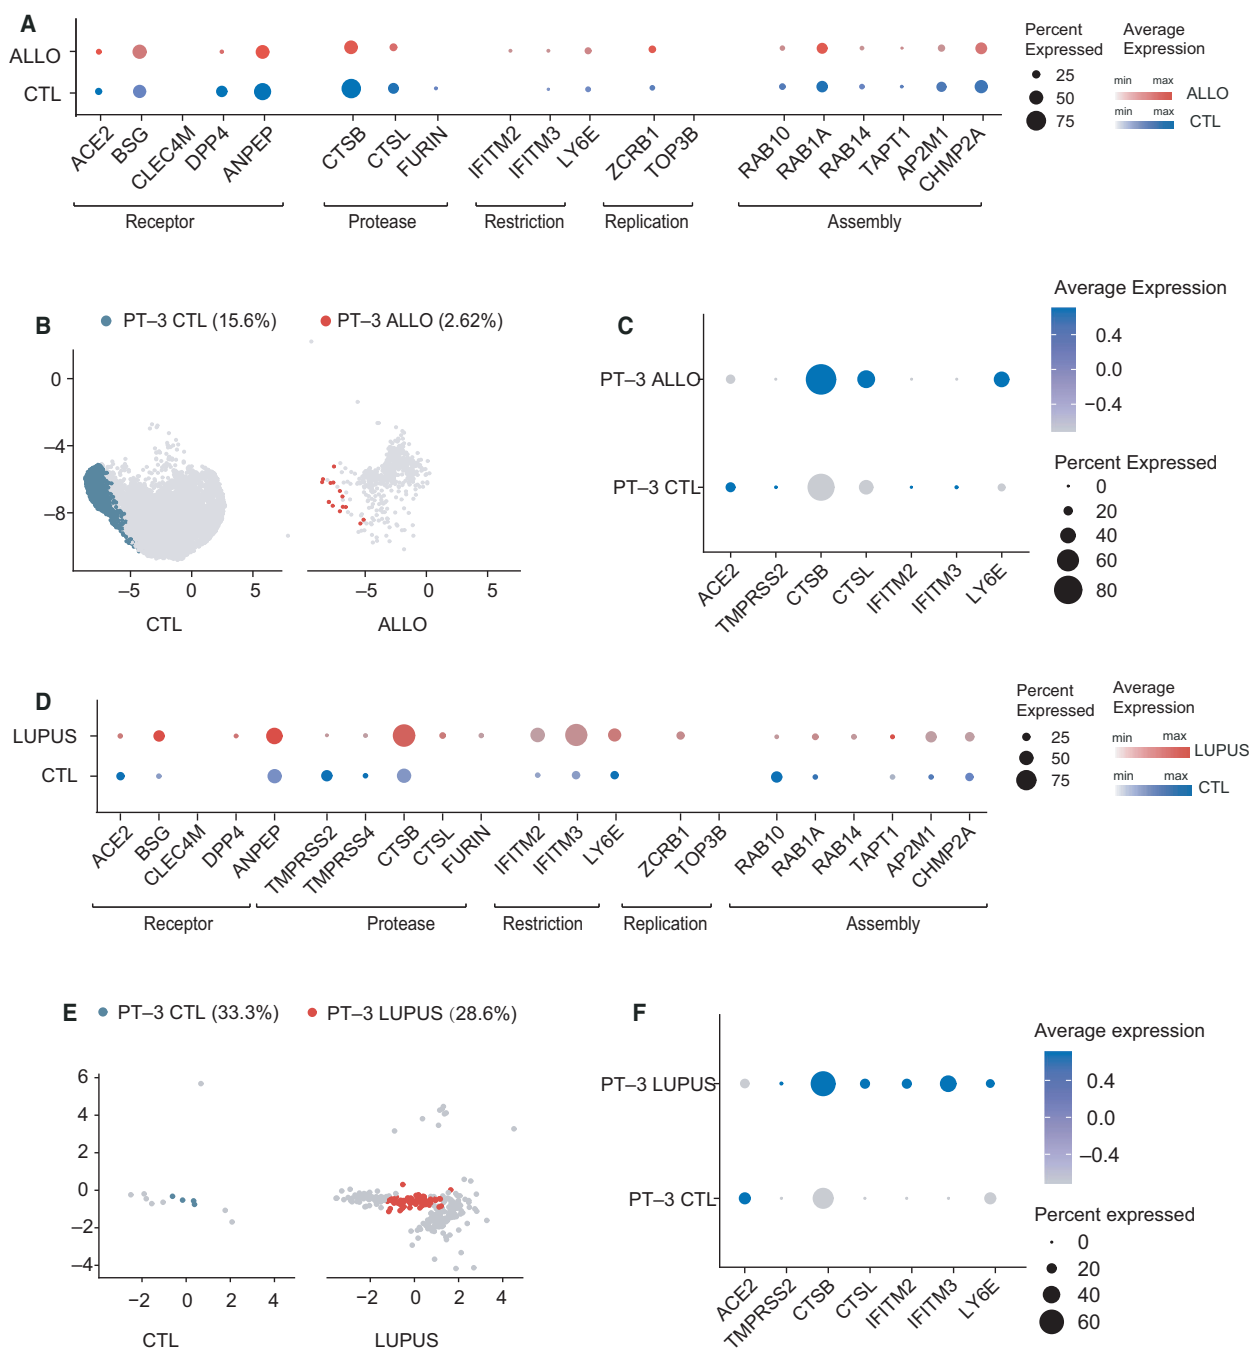 A
ALLO
CTL
ACE2 BSG CLEC4M DPP4 ANPEP CTSB CTSL FURIN IFITM2 IFITM3 LY6E ZCRB1 TOP3B RAB10 RAB1A RAB14 TAPT1 AP2M1 CHMP2A
Receptor Protease Restriction Replication Assembly
Percent
Expressed
25
50
75
Average
Expression
min max
ALLO
min max
CTL
B
PT–3 CTL (15.6%) PT–3 ALLO (2.62%)
0
–4
–8
–5 0 5 –5 0 5
CTL ALLO
C
PT–3 ALLO
PT–3 CTL
ACE2 TMPRSS2 CTSB CTSL IFITM2 IFITM3 LY6E
Average Expression
0.4
0.0
–0.4
Percent Expressed
0
20
40
60
80
D
LUPUS
CTL
ACE2 BSG CLEC4M DPP4 ANPEP TMPRSS2 TMPRSS4 CTSB CTSL FURIN IFITM2 IFITM3 LY6E ZCRB1 TOP3B RAB10 RAB1A RAB14 TAPT1 AP2M1 CHMP2A
Receptor Protease Restriction Replication Assembly
Percent
Expressed
25
50
75
Average
Expression
min max
LUPUS
min max
CTL
E
PT–3 CTL (33.3%) PT–3 LUPUS (28.6%)
6
4
2
0
–2
–4
–2 0 2 4 –2 0 2 4
CTL LUPUS
F
PT–3 LUPUS
PT–3 CTL
ACE2 TMPRSS2 CTSB CTSL IFITM2 IFITM3 LY6E
Average expression
0.4
0.0
–0.4
Percent expressed
0
20
40
60